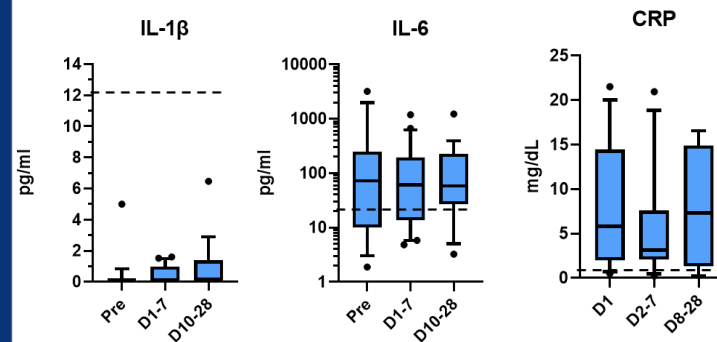 IL-1β
pg/ml
14
12
10
8
6
4
2
0
Pre
D1-7
D10-28
IL-6
pg/ml
10000
1000
100
10
1
Pre
D1-7
D10-28
CRP
mg/dL
25
20
15
10
5
0
D1
D2-7
D8-28